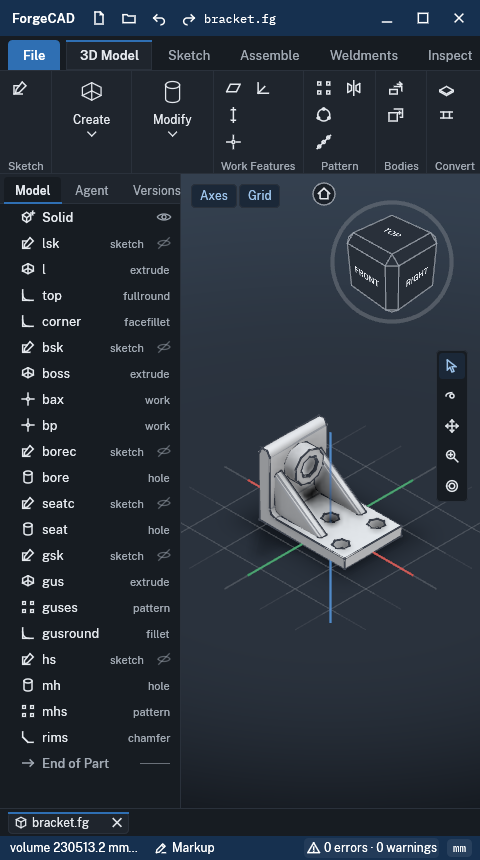 ForgeCAD bracket.fg
File 3D Model Sketch Assemble Weldments Inspect
Create Modify
Sketch Work Features Pattern Bodies Convert
Model Agent Versions
Axes Grid
TOP
FRONT RIGHT
Solid
lsk sketch
l extrude
top fullround
corner facefillet
bsk sketch
boss extrude
bax work
bp work
borec sketch
bore hole
seatc sketch
seat hole
gsk sketch
gus extrude
guses pattern
gusround fillet
hs sketch
mh hole
mhs pattern
rims chamfer
End of Part
bracket.fg
volume 230513.2 mm... Markup 0 errors · 0 warnings mm